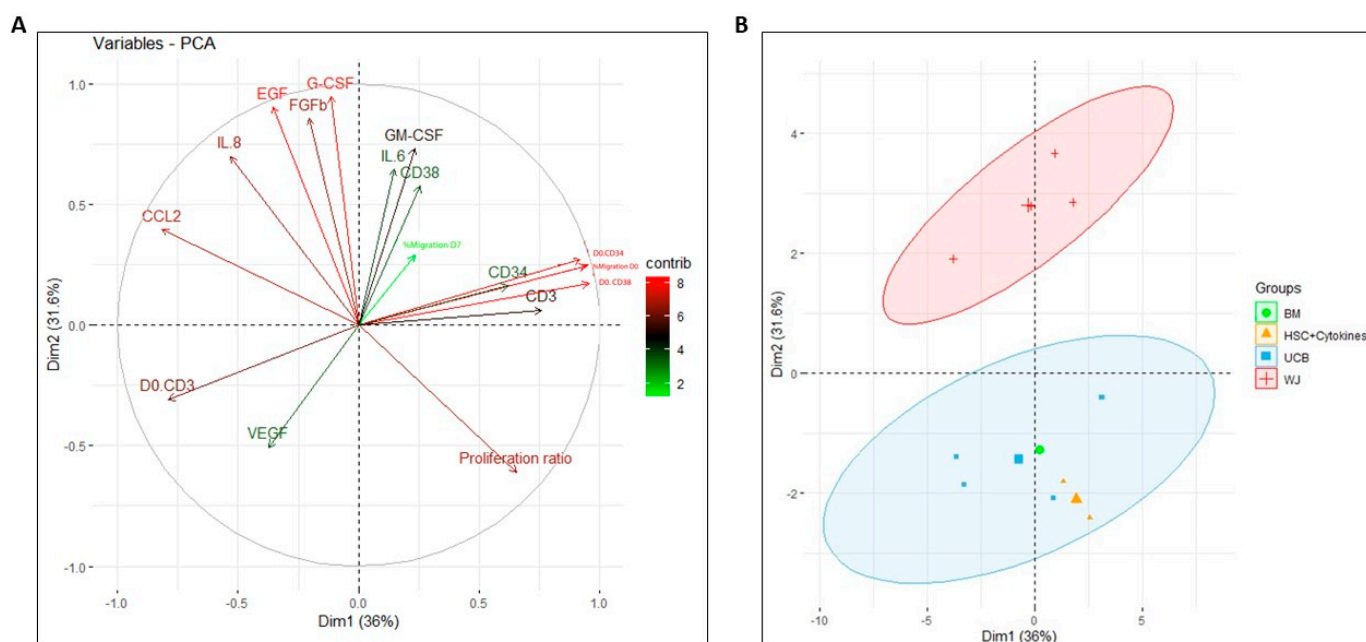 A
Variables - PCA
1.0
0.5
0.0
-0.5
-1.0
Dim2 (31.6%)
G-CSF
EGF
FGFb
GM-CSF
IL.8
IL.6
CD38
CCL2
%Migration D7
D0.CD34
%Migration D0
CD34
D0. CD38
CD3
D0.CD3
VEGF
Proliferation ratio
-1.0 -0.5 0.0 0.5 1.0
Dim1 (36%)
contrib
8
6
4
2
B
4
2
0
-2
Dim2 (31.6%)
-10 -5 0 5
Dim1 (36%)
Groups
BM
HSC+Cytokines
UCB
WJ